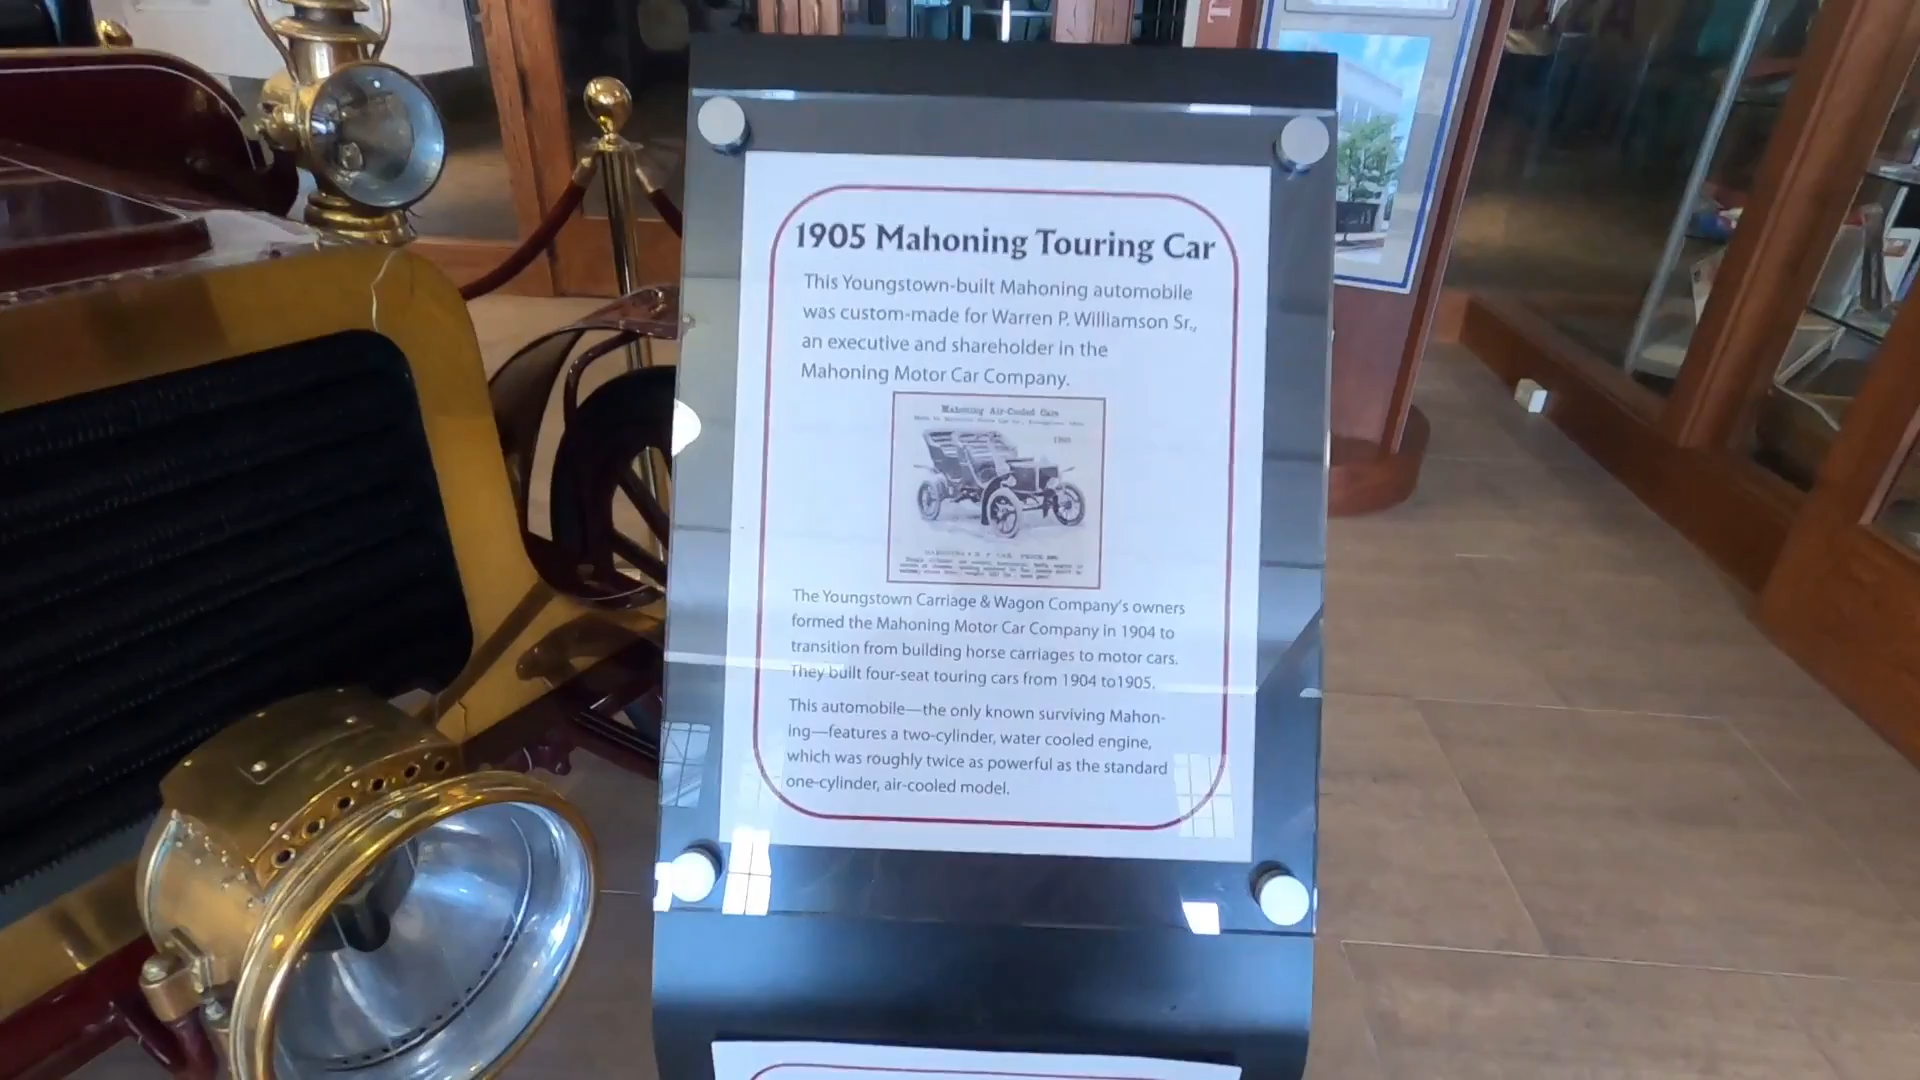 1905 Mahoning Touring Car
This Youngstown-built Mahoning automobile
was custom-made for Warren P. Williamson Sr.,
an executive and shareholder in the
Mahoning Motor Car Company.
Mahoning Air-Cooled Cars
1905
The Youngstown Carriage & Wagon Company's owners
formed the Mahoning Motor Car Company in 1904 to
transition from building horse carriages to motor cars.
They built four-seat touring cars from 1904 to1905.
This automobile—the only known surviving Mahon-
ing—features a two-cylinder, water cooled engine,
which was roughly twice as powerful as the standard
one-cylinder, air-cooled model.